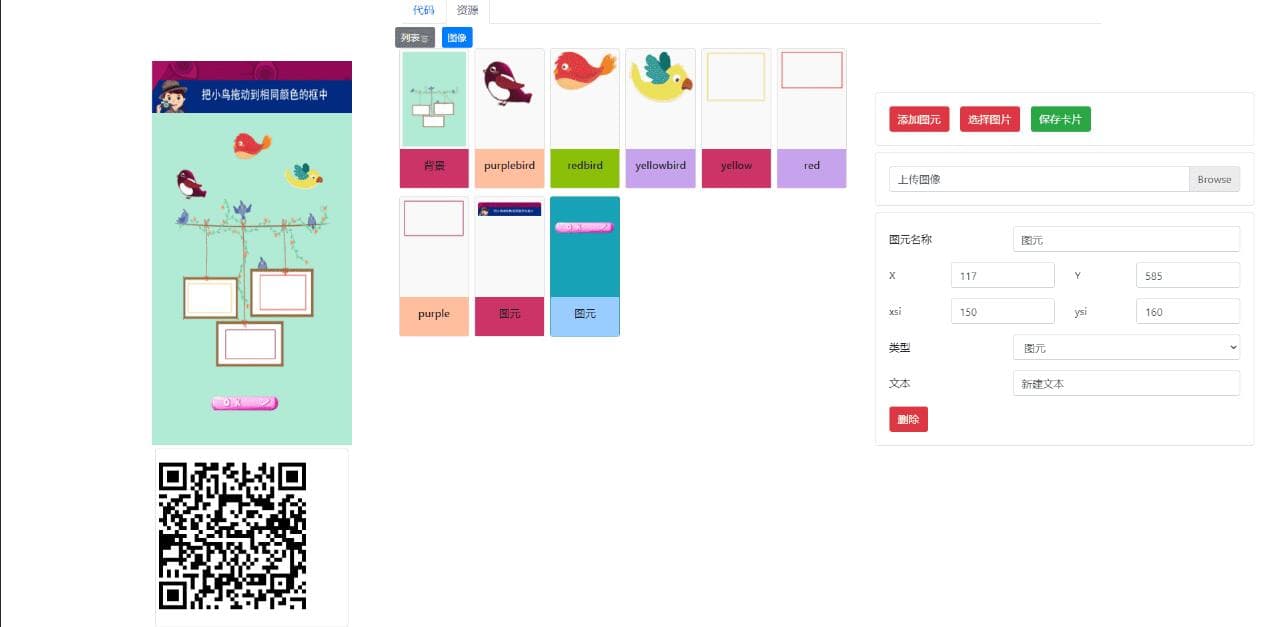 代码 资源
列表 图像
把小鸟拖动到相同颜色的框中
背景 purplebird redbird yellowbird yellow red
purple 图元 图元
OK
添加图元 选择图片 保存卡片
上传图像 Browse
图元名称 图元
X 117 Y 585
xsi 150 ysi 160
类型 图元
文本 新建文本
删除